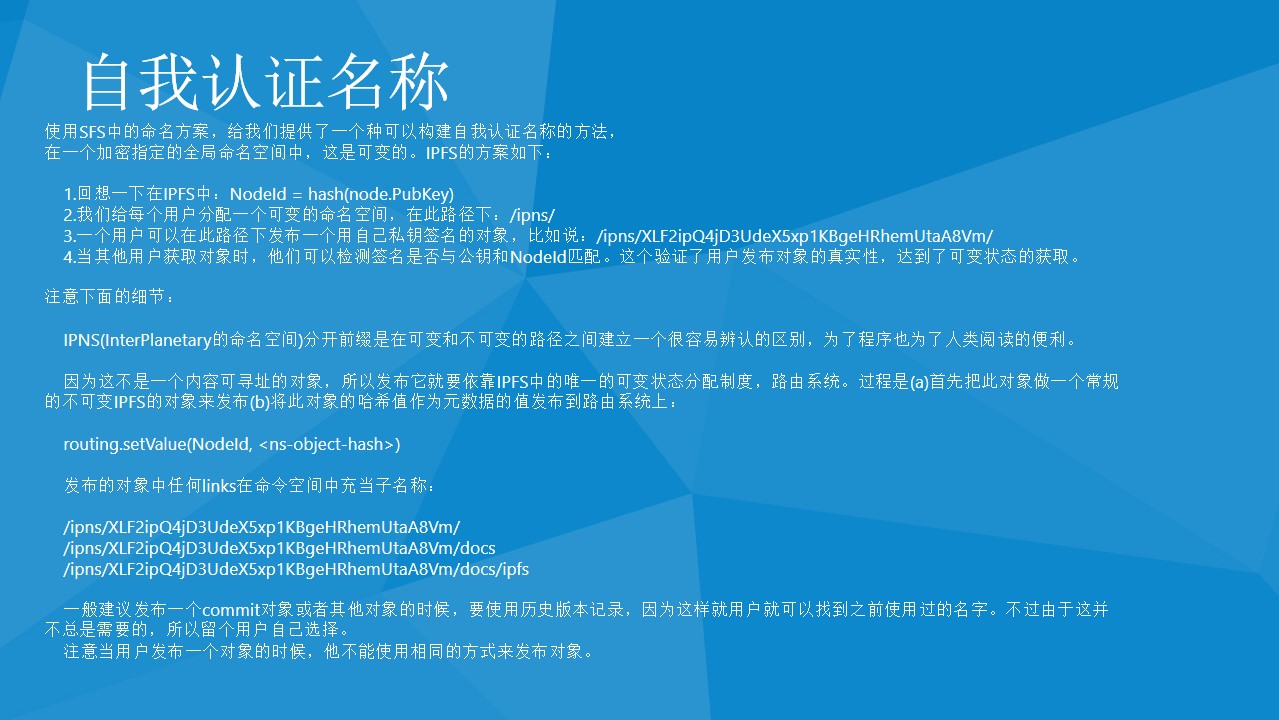 自我认证名称
使用SFS中的命名方案，给我们提供了一个种可以构建自我认证名称的方法，
在一个加密指定的全局命名空间中，这是可变的。IPFS的方案如下：
1.回想一下在IPFS中：NodeId = hash(node.PubKey)
2.我们给每个用户分配一个可变的命名空间，在此路径下：/ipns/
3.一个用户可以在此路径下发布一个用自己私钥签名的对象，比如说：/ipns/XLF2ipQ4jD3UdeX5xp1KBgeHRhemUtaA8Vm/
4.当其他用户获取对象时，他们可以检测签名是否与公钥和NodeId匹配。这个验证了用户发布对象的真实性，达到了可变状态的获取。
注意下面的细节：
IPNS(InterPlanetary的命名空间)分开前缀是在可变和不可变的路径之间建立一个很容易辨认的区别，为了程序也为了人类阅读的便利。
因为这不是一个内容可寻址的对象，所以发布它就要依靠IPFS中的唯一的可变状态分配制度，路由系统。过程是(a)首先把此对象做一个常规
的不可变IPFS的对象来发布(b)将此对象的哈希值作为元数据的值发布到路由系统上：
routing.setValue(NodeId, <ns-object-hash>)
发布的对象中任何links在命令空间中充当子名称：
/ipns/XLF2ipQ4jD3UdeX5xp1KBgeHRhemUtaA8Vm/
/ipns/XLF2ipQ4jD3UdeX5xp1KBgeHRhemUtaA8Vm/docs
/ipns/XLF2ipQ4jD3UdeX5xp1KBgeHRhemUtaA8Vm/docs/ipfs
一般建议发布一个commit对象或者其他对象的时候，要使用历史版本记录，因为这样就用户就可以找到之前使用过的名字。不过由于这并
不总是需要的，所以留个用户自己选择。
注意当用户发布一个对象的时候，他不能使用相同的方式来发布对象。